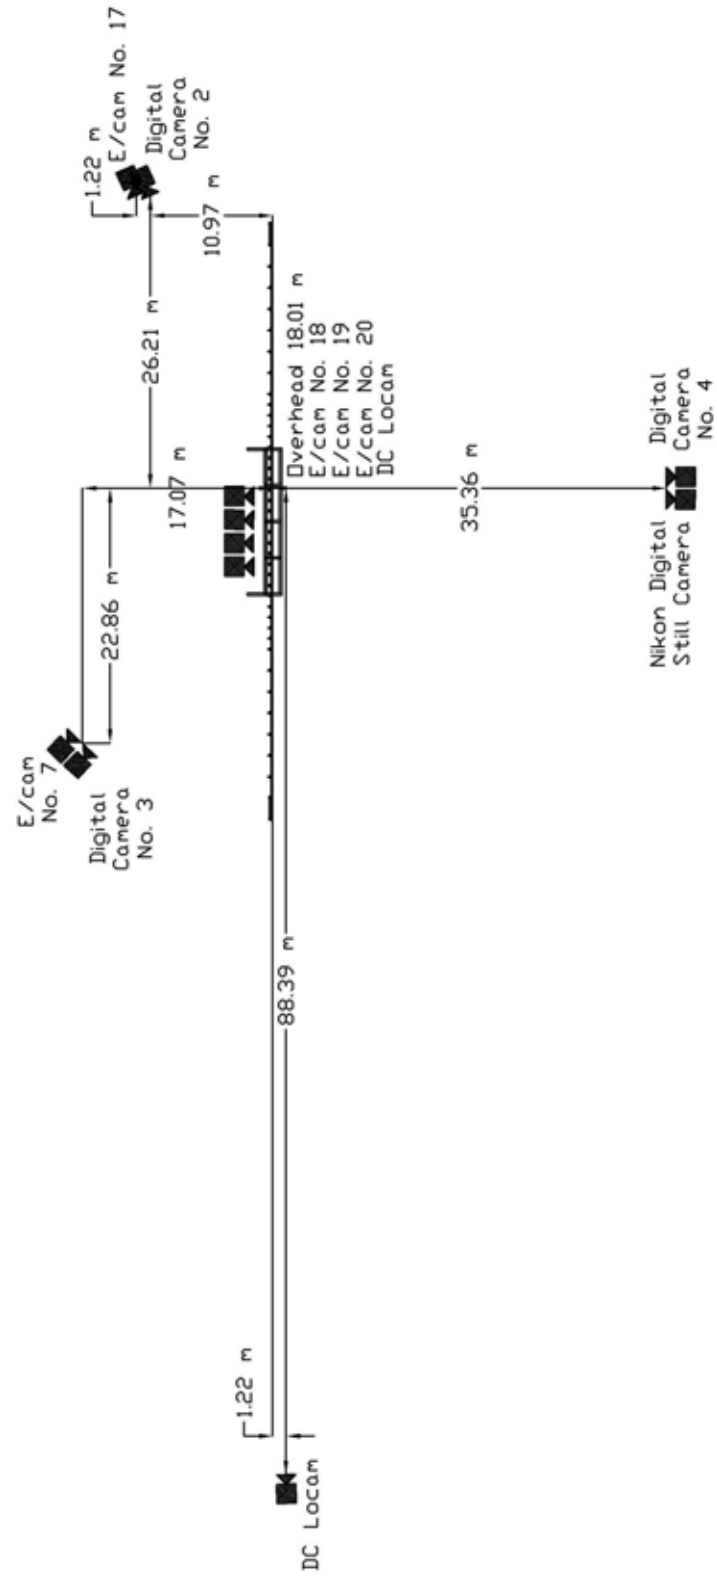 1.22 m
E/cam No. 17
Digital
Camera
No. 2
10.97 m
26.21 m
Overhead 18.01 m
E/cam No. 18
E/cam No. 19
E/cam No. 20
DC Locam
17.07 m
22.86 m
35.36 m
Digital
Camera
No. 4
Nikon Digital
Still Camera
E/cam
No. 7
Digital
Camera
No. 3
88.39 m
1.22 m
DC Locam